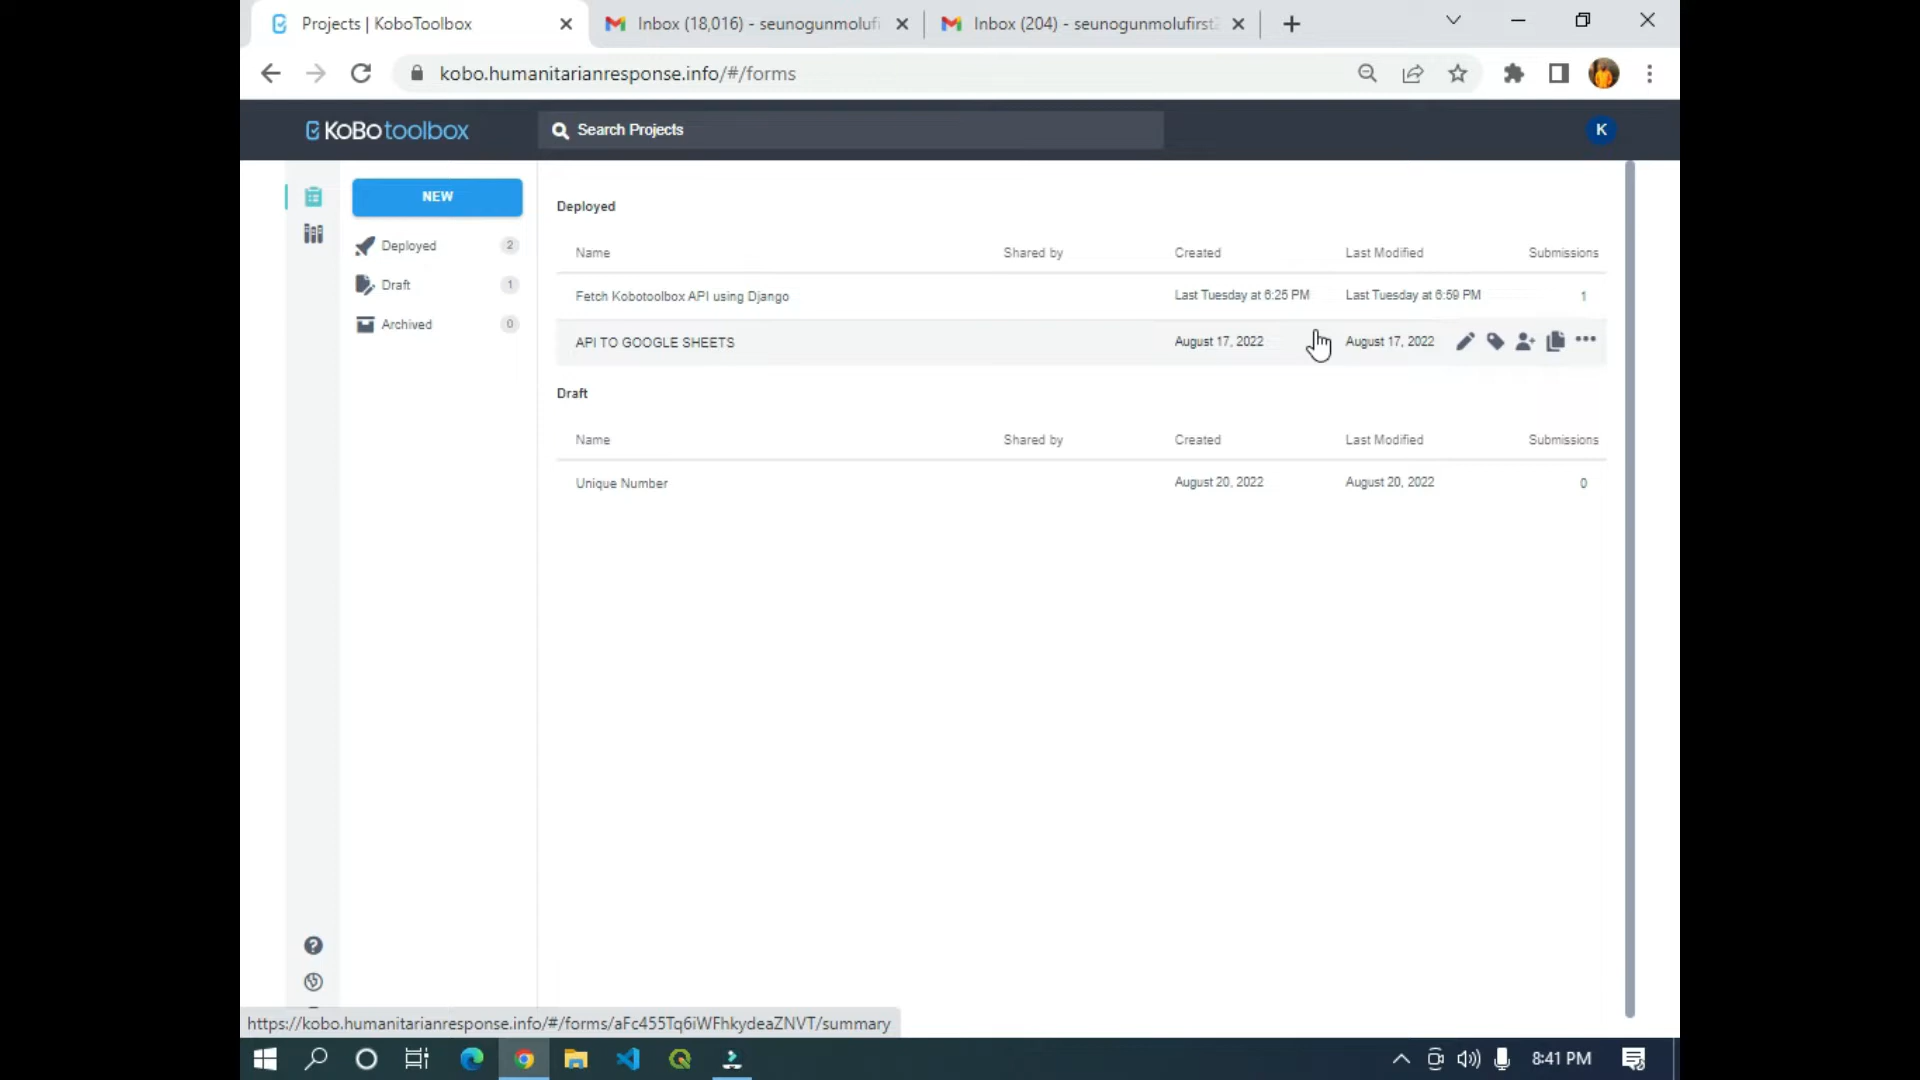 Projects | KoboToolbox
Inbox (18,016) - seunogunmolufi
Inbox (204) - seunogunmolufirst2
kobo.humanitarianresponse.info/#/forms
KoBo toolbox
Search Projects
K
NEW
Deployed 2
Draft 1
Archived 0
Deployed
Name Shared by Created Last Modified Submissions
Fetch Kobotoolbox API using Django Last Tuesday at 6:25 PM Last Tuesday at 6:59 PM 1
API TO GOOGLE SHEETS August 17, 2022 August 17, 2022
Draft
Name Shared by Created Last Modified Submissions
Unique Number August 20, 2022 August 20, 2022 0
https://kobo.humanitarianresponse.info/#/forms/aFc455Tq6iWFhkydeaZNVT/summary
8:41 PM